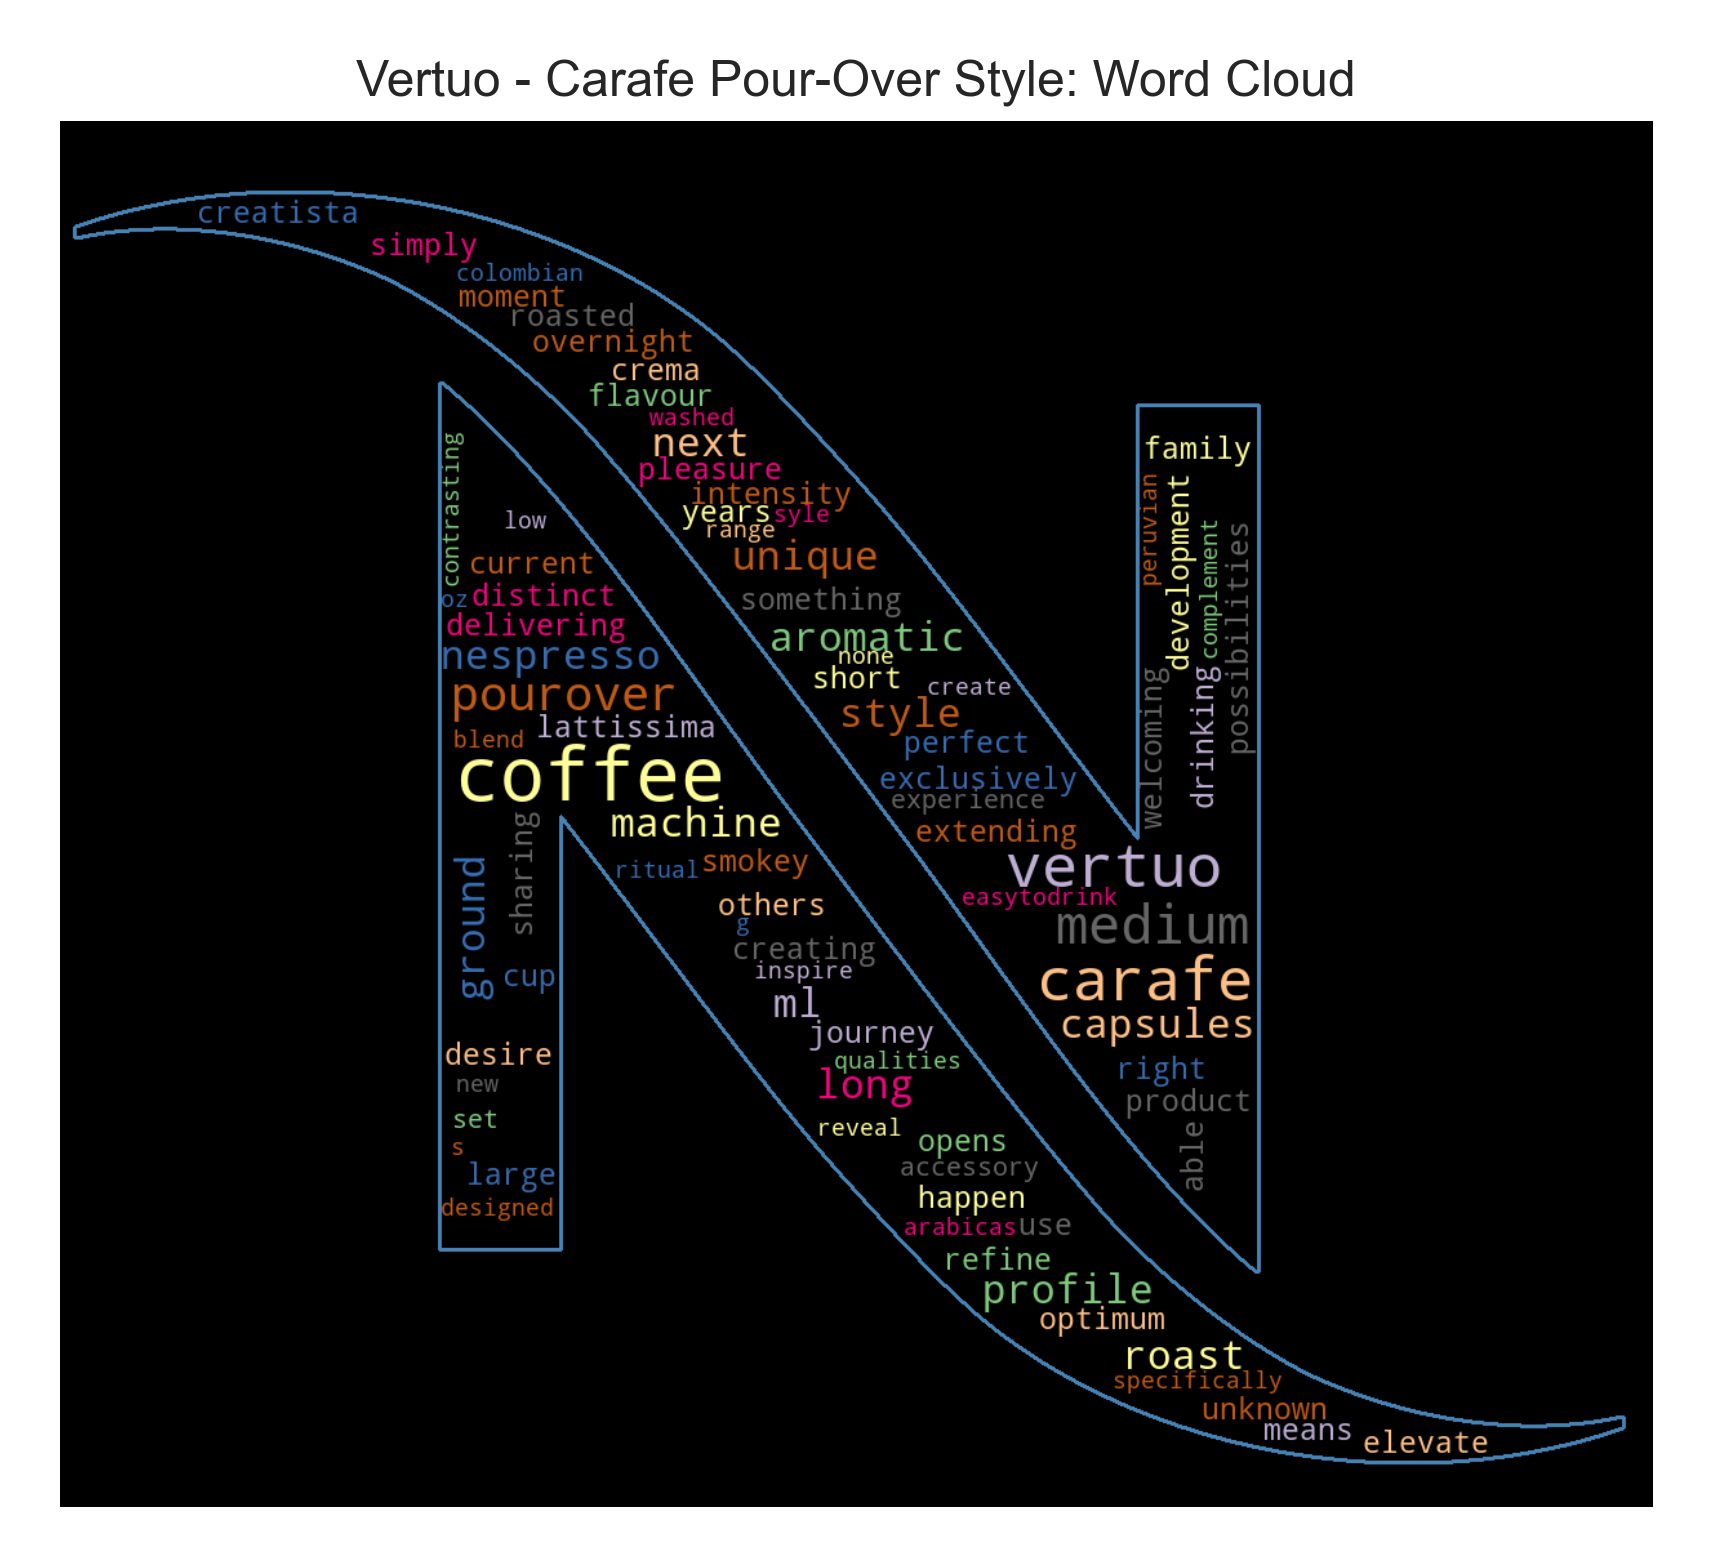 Vertuo - Carafe Pour-Over Style: Word Cloud
creatista
simply
colombian
moment
roasted
overnight
crema
flavour
washed
next
pleasure
intensity
years
syle
range
unique
something
aromatic
none
short
create
style
perfect
exclusively
experience
extending
vertuo
easytodrink
medium
carafe
capsules
right
product
able
family
peruvian
development
complement
possibilities
welcoming
drinking
contrasting
low
current
oz
distinct
delivering
nespresso
pourover
lattissima
blend
coffee
machine
sharing
ground
ritual
smokey
cup
others
g
creating
inspire
ml
journey
qualities
long
desire
new
set
s
large
designed
reveal
opens
accessory
happen
arabicas
use
refine
profile
optimum
roast
specifically
unknown
means
elevate